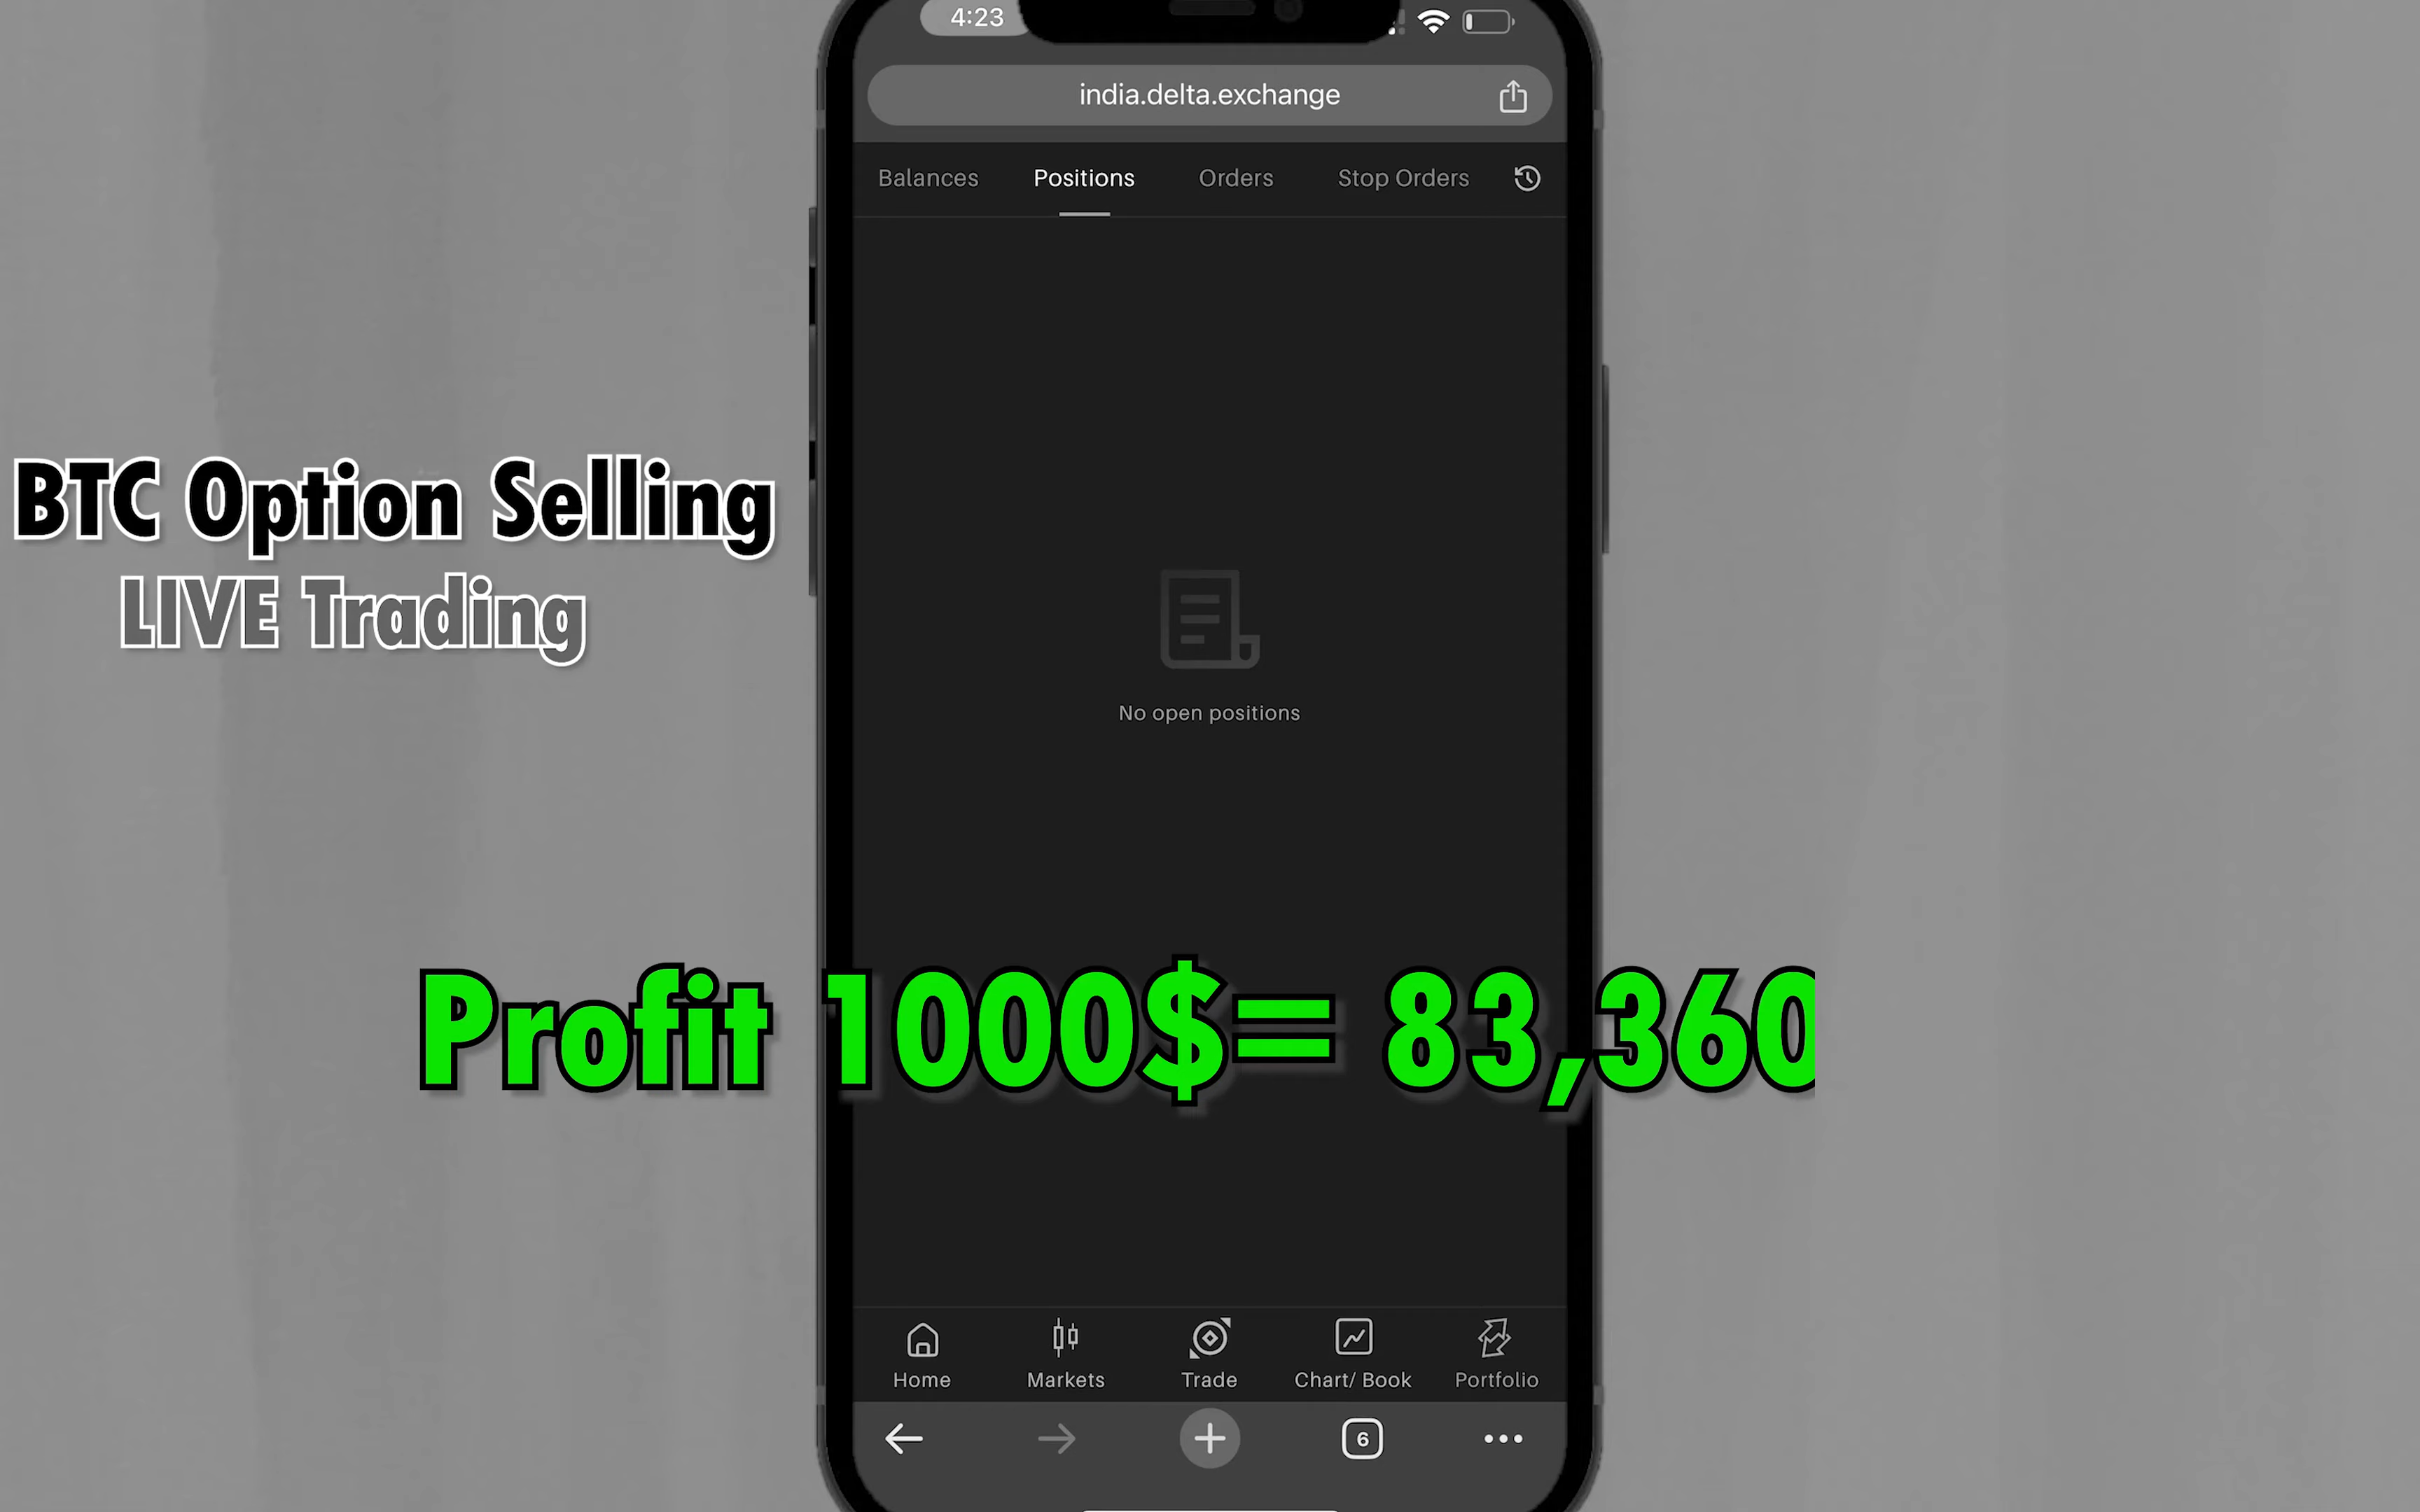 4:23
india.delta.exchange
Balances Positions Orders Stop Orders
BTC Option Selling
LIVE Trading
No open positions
Profit 1000$= 83,360
Home Markets Trade Chart/ Book Portfolio
6